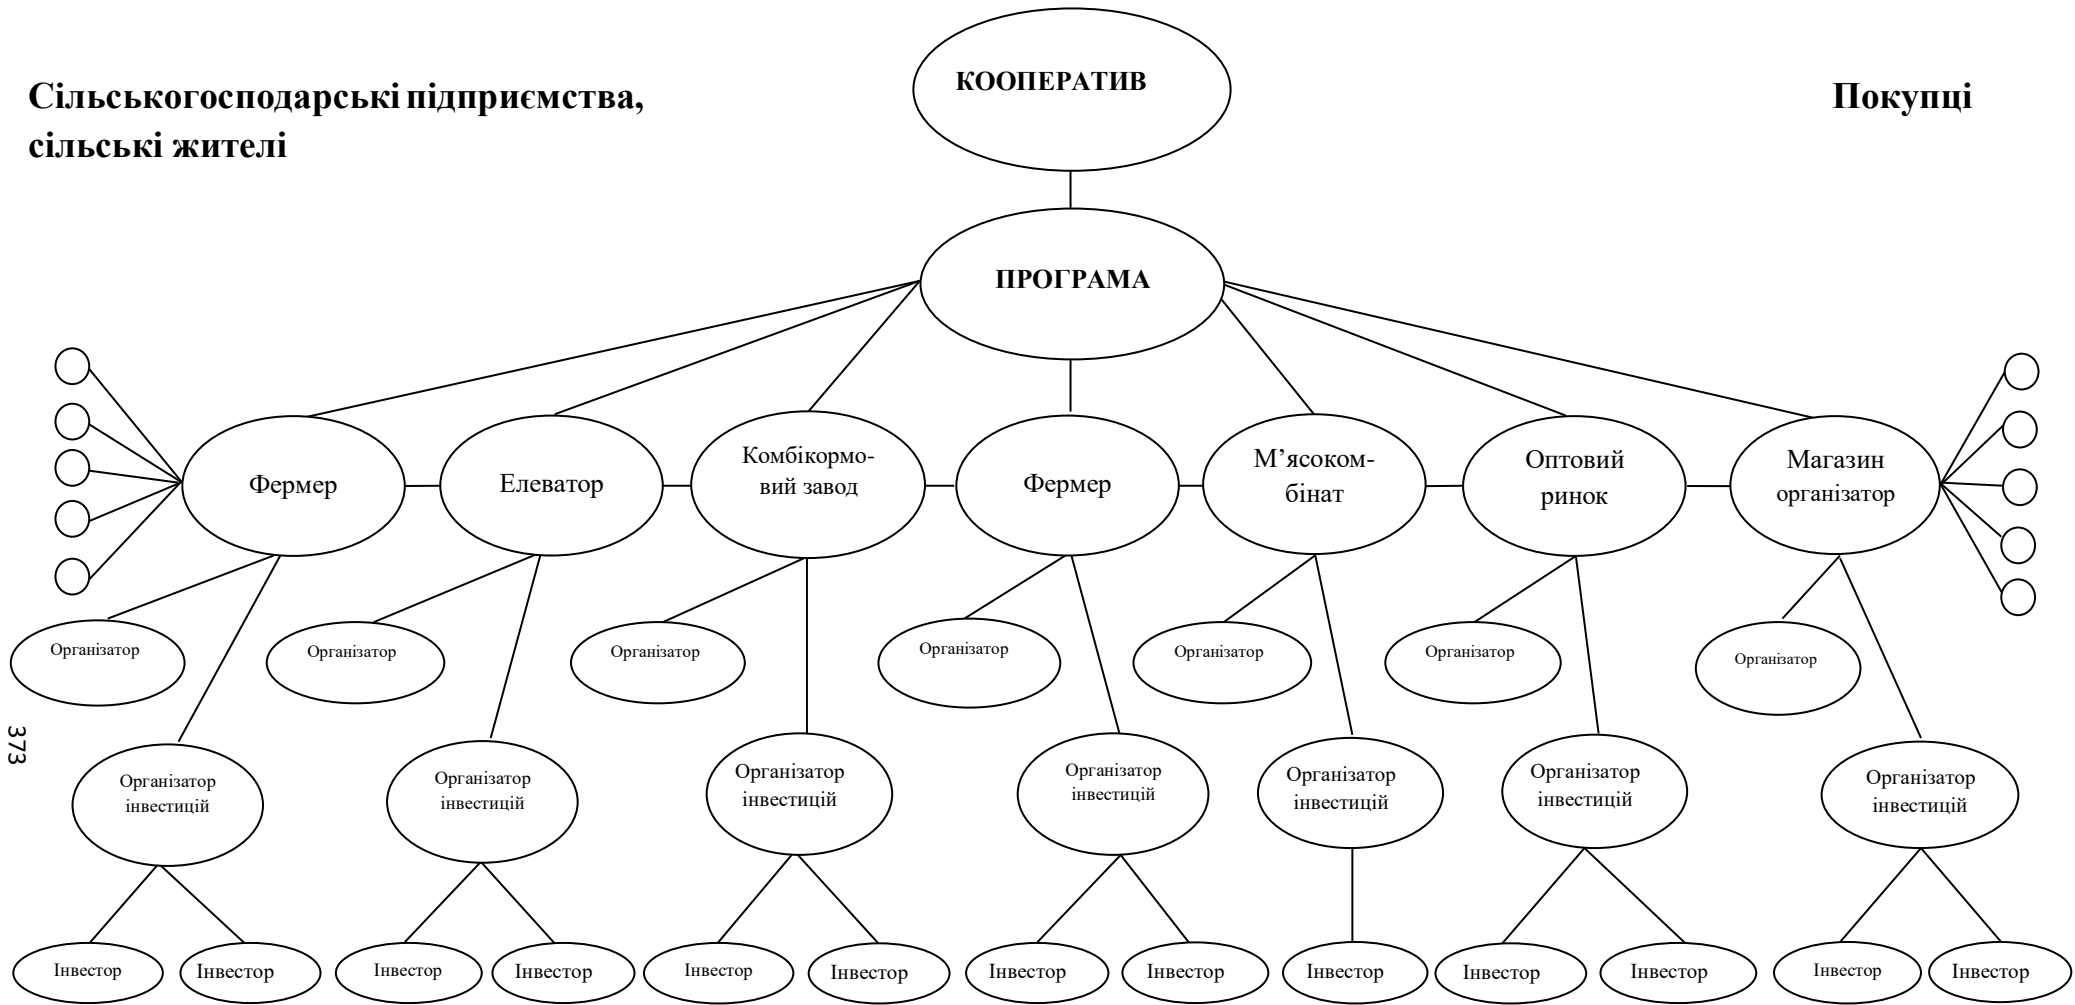 КООПЕРАТИВ
Сільськогосподарські підприємства,
сільські жителі
Покупці
ПРОГРАМА
Фермер
Елеватор
Комбікормо-
вий завод
Фермер
М’ясоком-
бінат
Оптовий
ринок
Магазин
організатор
Організатор
Організатор
Організатор
Організатор
Організатор
Організатор
Організатор
373
Організатор
інвестицій
Організатор
інвестицій
Організатор
інвестицій
Організатор
інвестицій
Організатор
інвестицій
Організатор
інвестицій
Організатор
інвестицій
Інвестор
Інвестор
Інвестор
Інвестор
Інвестор
Інвестор
Інвестор
Інвестор
Інвестор
Інвестор
Інвестор
Інвестор
Інвестор